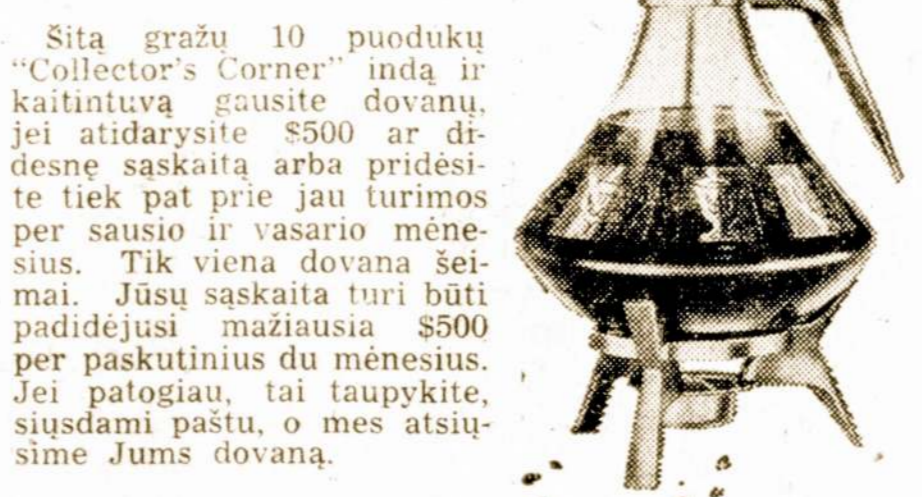 Šitą gražų 10 puodukų
“Collector’s Corner” indą ir
kaitintuvą gausite dovanų,
jei atidarysite $500 ar di-
desnę sąskaitą arba pridėsi-
te tiek pat prie jau turimos
per sausio ir vasario mėne-
sius. Tik viena dovana šei-
mai. Jūsų sąskaita turi būti
padidėjusi mažiausia $500
per paskutinius du mėnesius.
Jei patogiau, tai taupykite,
siųsdami paštu, o mes atsių-
sime Jums dovaną.